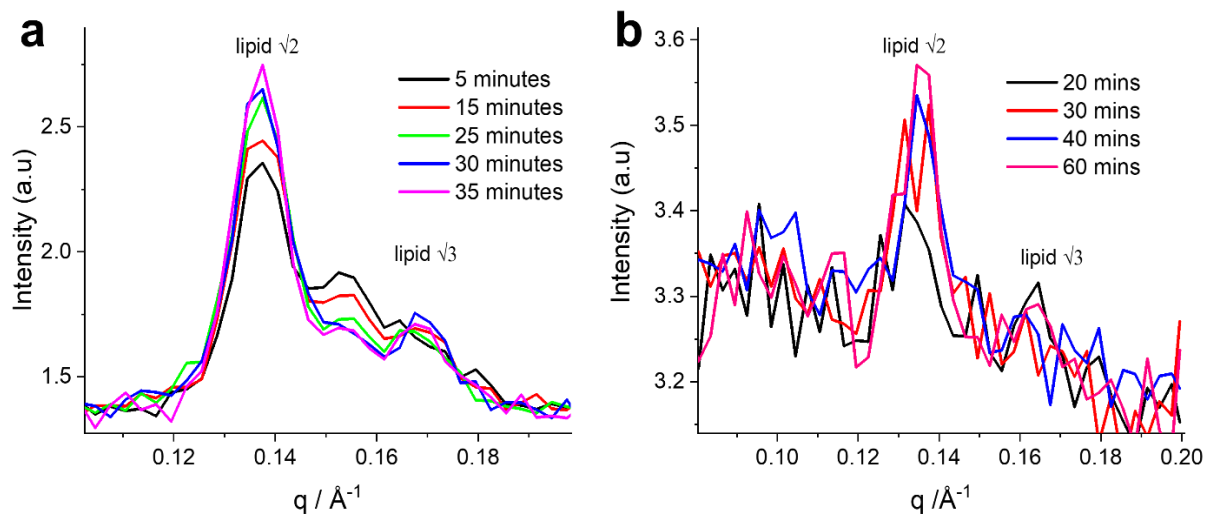 a
lipid √2
5 minutes
15 minutes
25 minutes
30 minutes
35 minutes
lipid √3
Intensity (a.u)
2.5
2.0
1.5
0.12
0.14
0.16
0.18
q / Å-1
b
lipid √2
20 mins
30 mins
40 mins
60 mins
lipid √3
Intensity (a.u)
3.6
3.5
3.4
3.3
3.2
0.10
0.12
0.14
0.16
0.18
0.20
q /Å-1